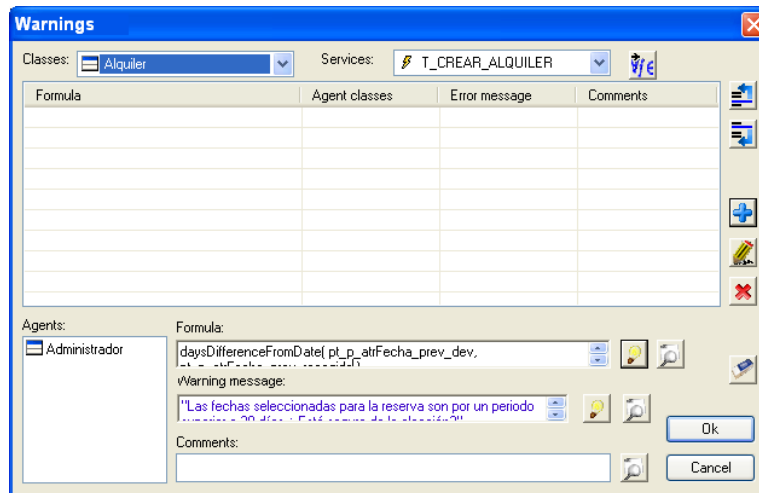 Warnings
Classes: Alquiler Services: T_CREAR_ALQUILER
Formula Agent classes Error message Comments
Agents: Formula:
Administrador
daysDifferenceFromDate( pt_p_atrFecha_prev_dev,
Warning message:
"Las fechas seleccionadas para la reserva son por un periodo
Comments:
Ok
Cancel